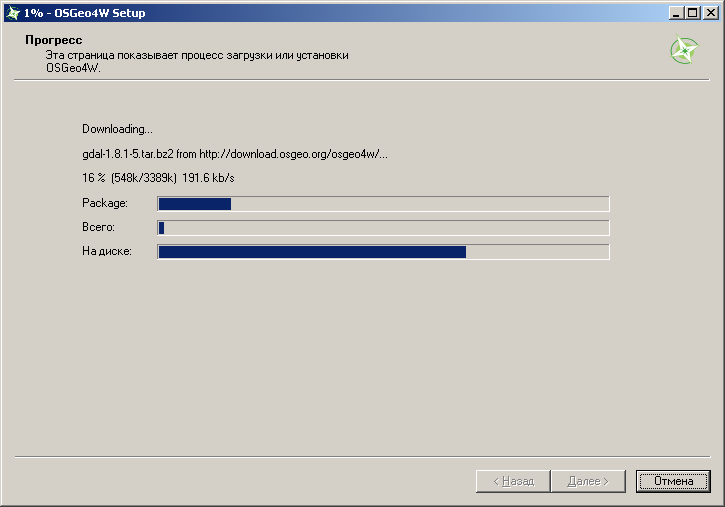 1% - OSGeo4W Setup
Прогресс
Эта страница показывает процесс загрузки или установки
OSGeo4W.
Downloading...
gdal-1.8.1-5.tar.bz2 from http://download.osgeo.org/osgeo4w/...
16 % (548k/3389k) 191.6 kb/s
Package:
Всего:
На диске:
< Назад Далее > Отмена